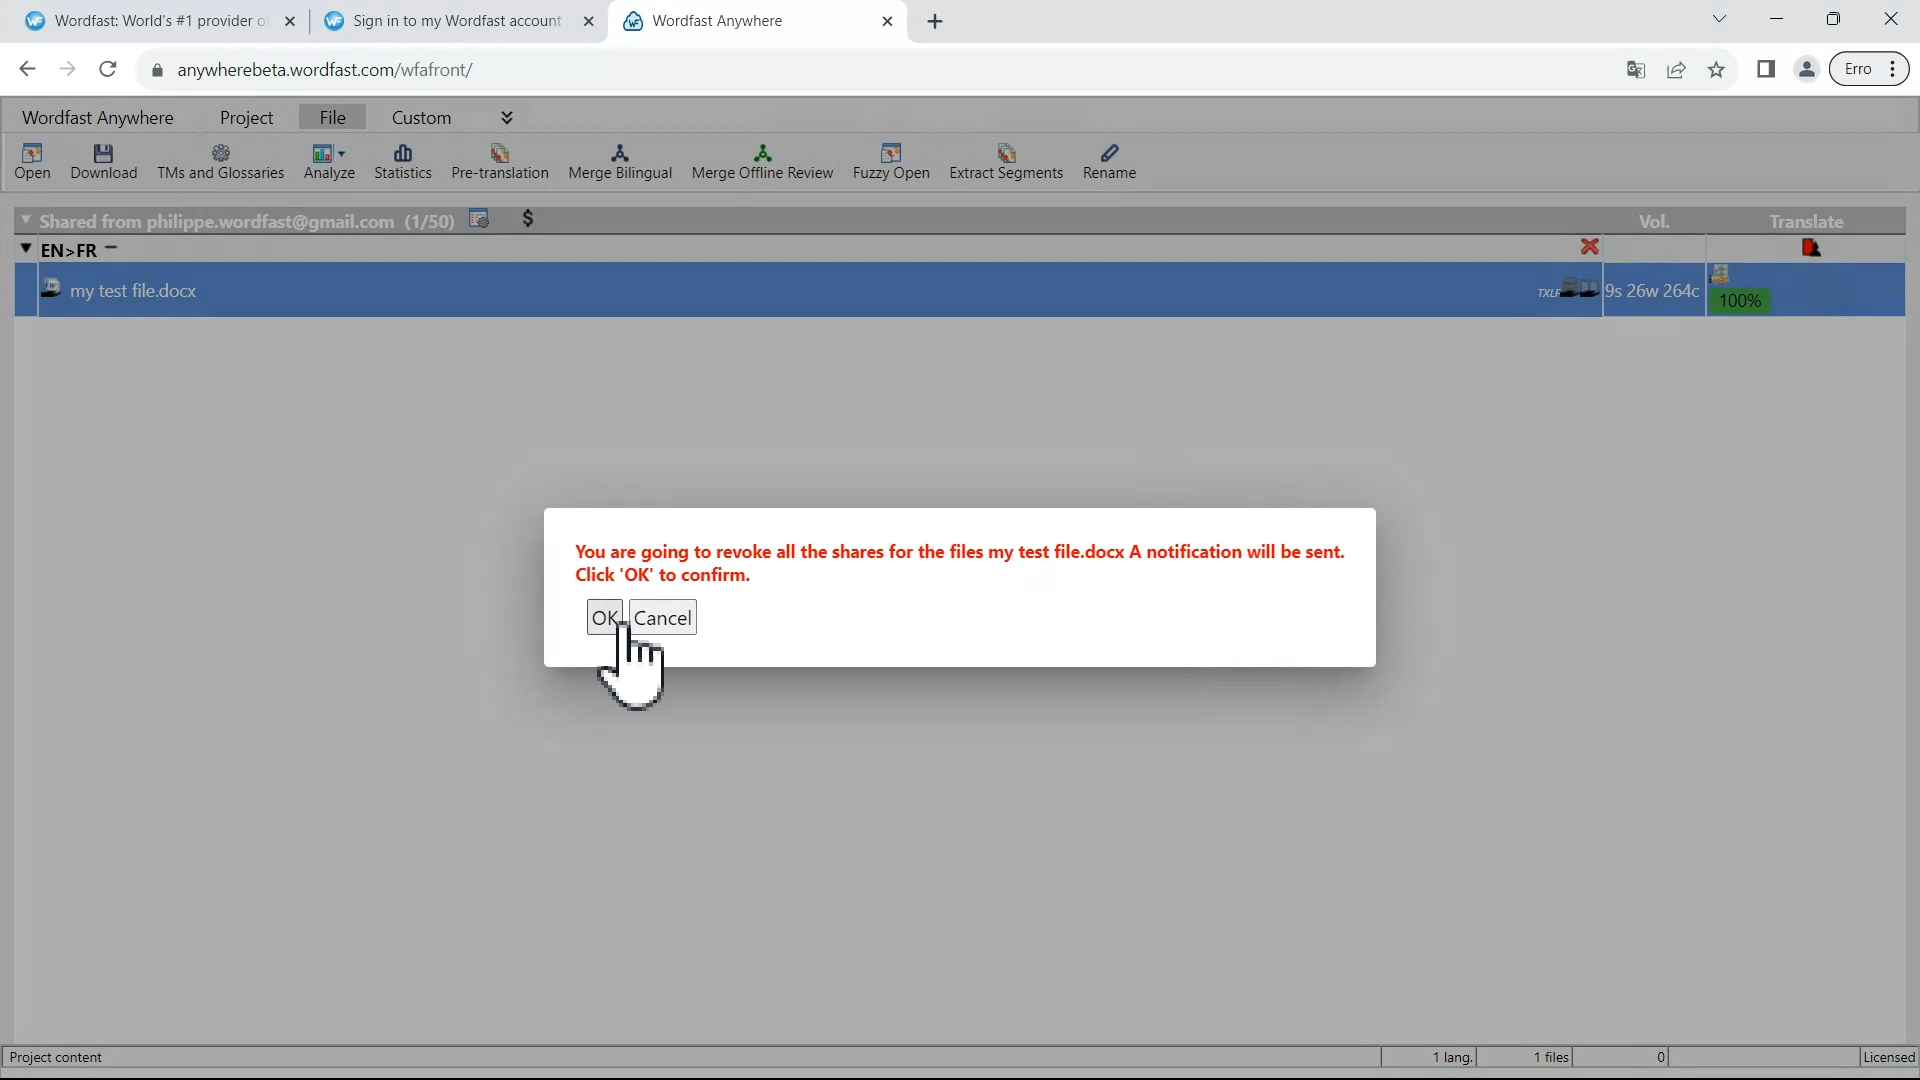 Wordfast: World's #1 provider o
Sign in to my Wordfast account
Wordfast Anywhere
anywherebeta.wordfast.com/wfafront/
Erro
Wordfast Anywhere Project File Custom
Open Download TMs and Glossaries Analyze Statistics Pre-translation Merge Bilingual Merge Offline Review Fuzzy Open Extract Segments Rename
Shared from philippe.wordfast@gmail.com (1/50) $ Vol. Translate
EN>FR
my test file.docx TXLF 9s 26w 264c 100%
You are going to revoke all the shares for the files my test file.docx A notification will be sent.
Click 'OK' to confirm.
OK Cancel
Project content 1 lang. 1 files 0 Licensed